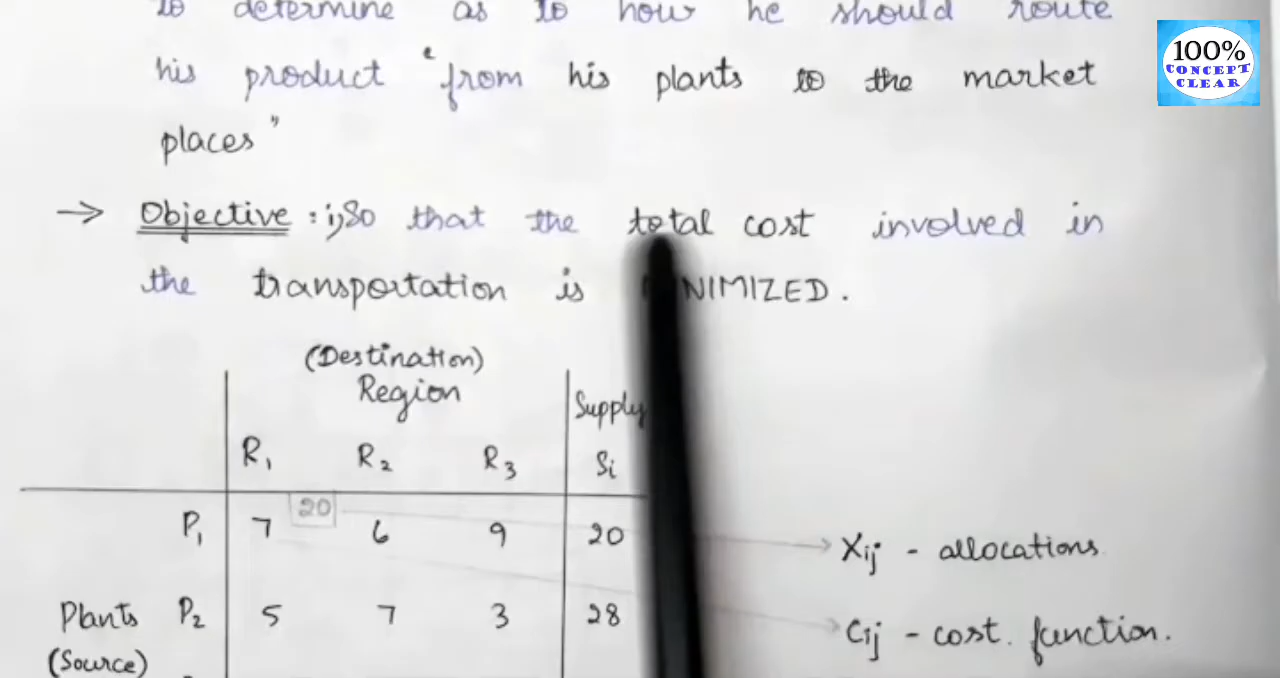 to determine as to how he should route
his product "from his plants to the market
places"
→ Objective : i, So that the total cost involved in
the transportation is NIMIZED.
(Destination)
Region
Supply
R1 R2 R3 Si
20
P1 7 6 9 20
Xij - allocations
Plants P2 5 7 3 28
Cij - cost function.
(Source)
100%
CONCEPT
CLEAR